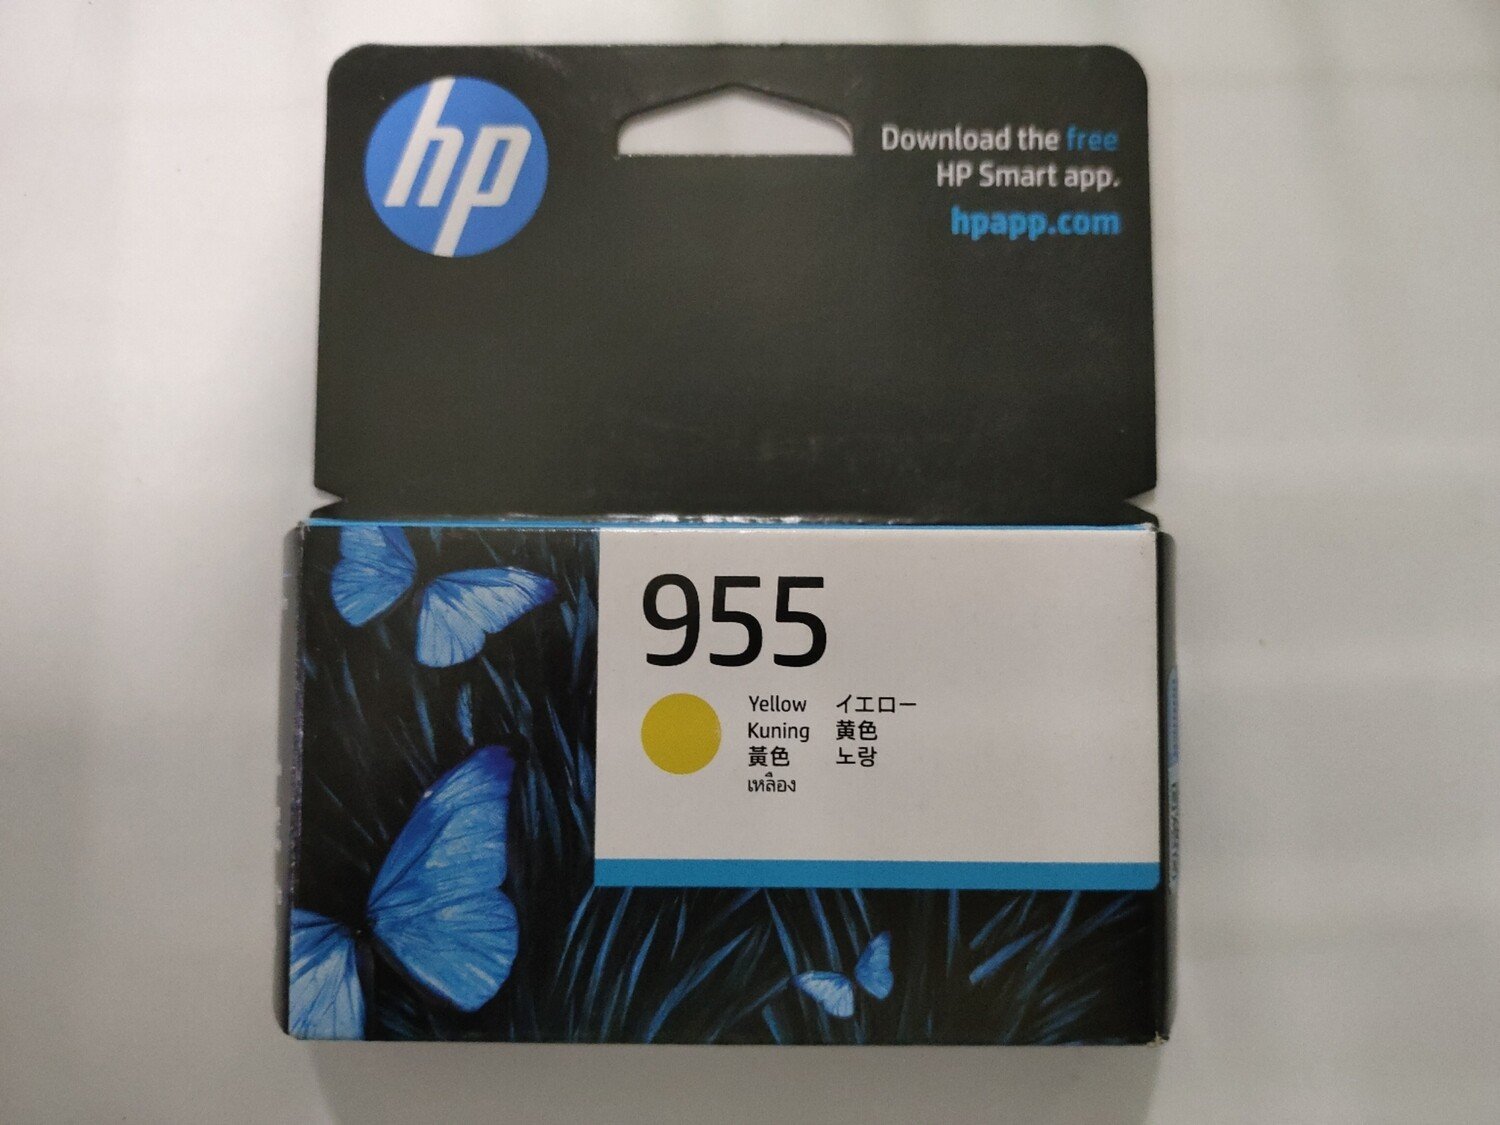 hp
Download the free
HP Smart app.
hpapp.com
955
Yellow イエロー
Kuning 黄色
黃色 노랑
เหลือง